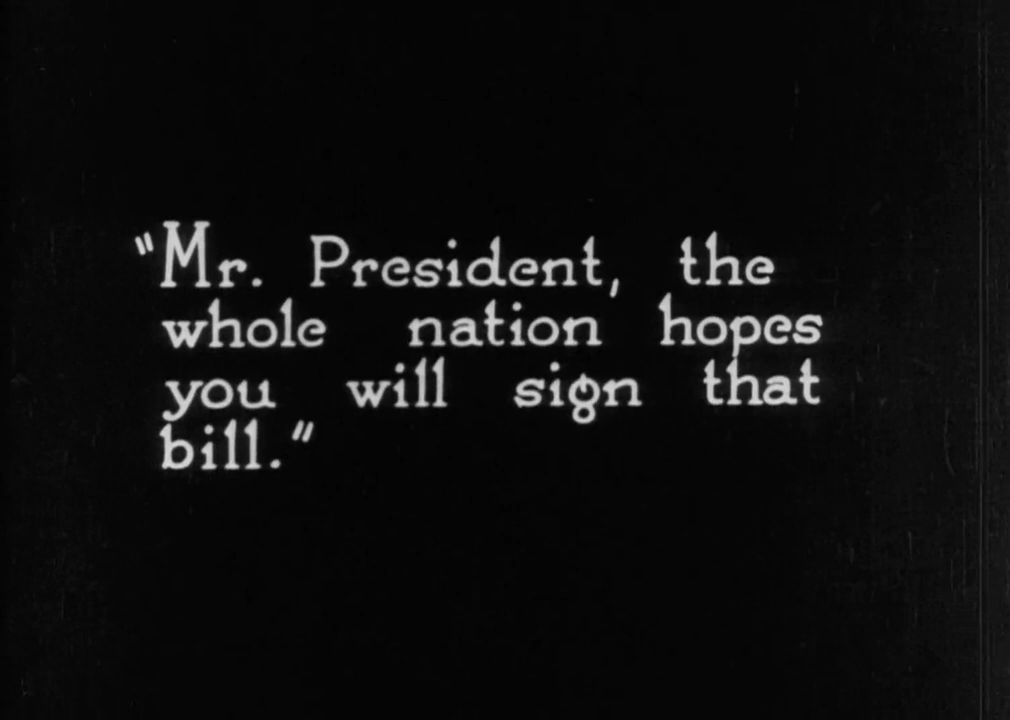 "Mr. President, the
whole nation hopes
you will sign that
bill."